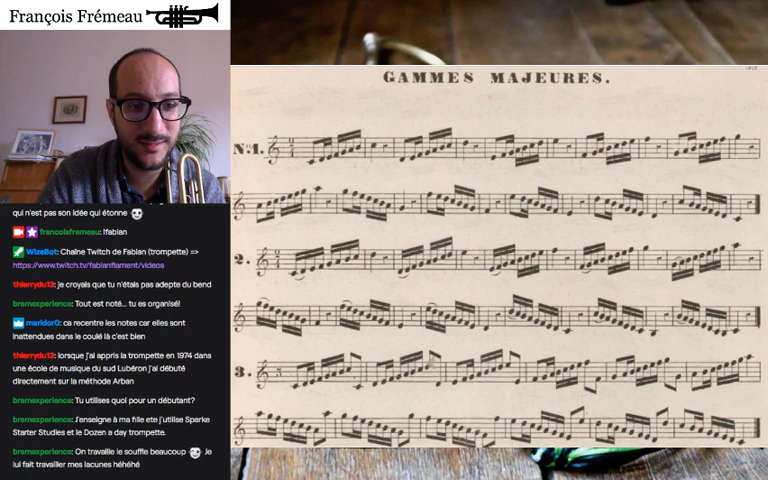 François Frémeau
GAMMES MAJEURES.
Nº1.
2.
3.
qui n'est pas son idée qui étonne
francoisfremeau: !fabian
WizeBot: Chaîne Twitch de Fabian (trompette) =>
https://www.twitch.tv/fabianflament/videos
thierrydu13: je croyais que tu n'étais pas adepte du bend
bremexperience: Tout est noté... tu es organisé!
maridor0: ca recentre les notes car elles sont
inattendues dans le coulé là c'est bien
thierrydu13: lorsque j'ai appris la trompette en 1974 dans
une école de musique du sud Lubéron j'ai débuté
directement sur la méthode Arban
bremexperience: Tu utilises quoi pour un débutant?
bremexperience: J'enseigne à ma fille ete j'utilise Sparke
Starter Studies et le Dozen a day trompette.
bremexperience: On travaille le souffle beaucoup Je
lui fait travailler mes lacunes héhéhé